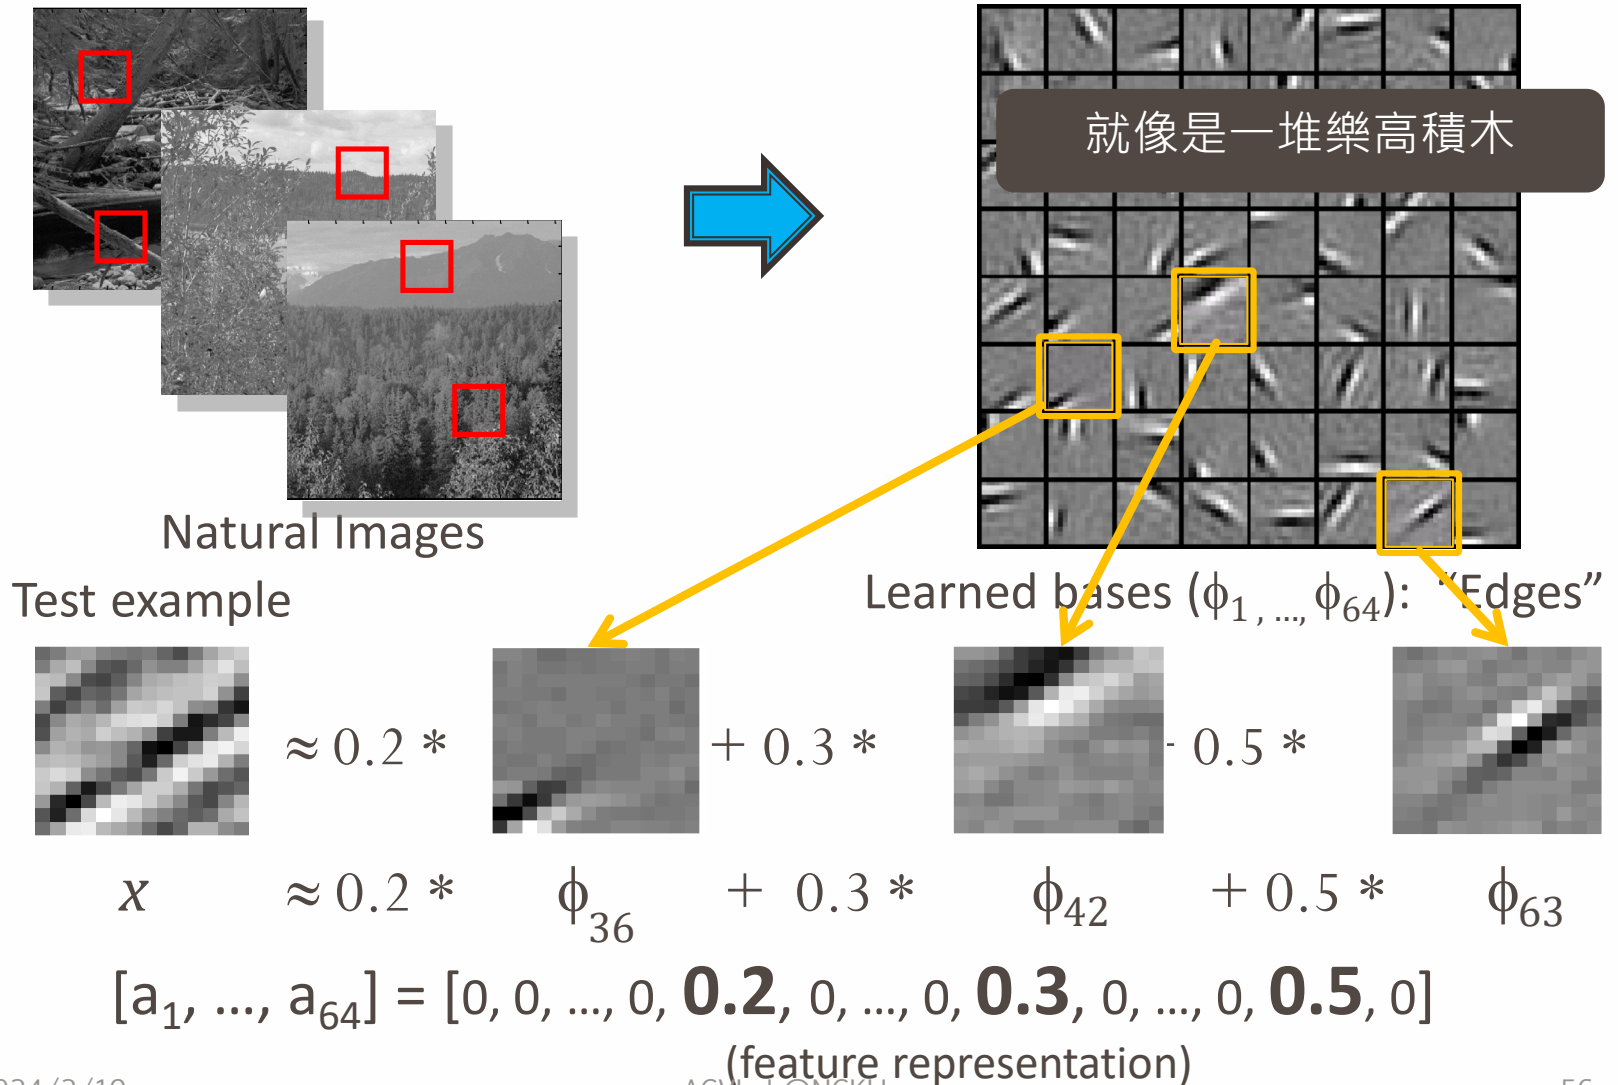 就像是一堆樂高積木
Natural Images
Test example
Learned bases (ϕ1 , …, ϕ64): “Edges”
≈ 0.2 * + 0.3 * 0.5 *
x ≈ 0.2 * ϕ36 + 0.3 * ϕ42 + 0.5 * ϕ63
[a1, …, a64] = [0, 0, …, 0, 0.2, 0, …, 0, 0.3, 0, …, 0, 0.5, 0]
(feature representation)